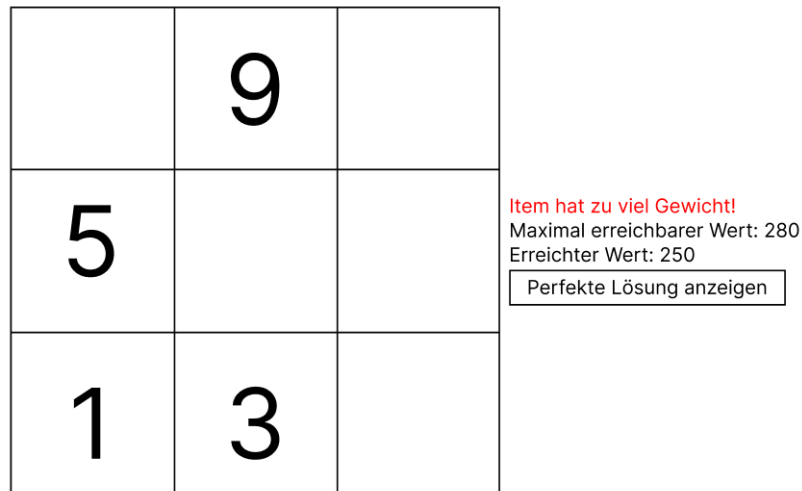 9
5
Item hat zu viel Gewicht!
Maximal erreichbarer Wert: 280
Erreichter Wert: 250
Perfekte Lösung anzeigen
1 3